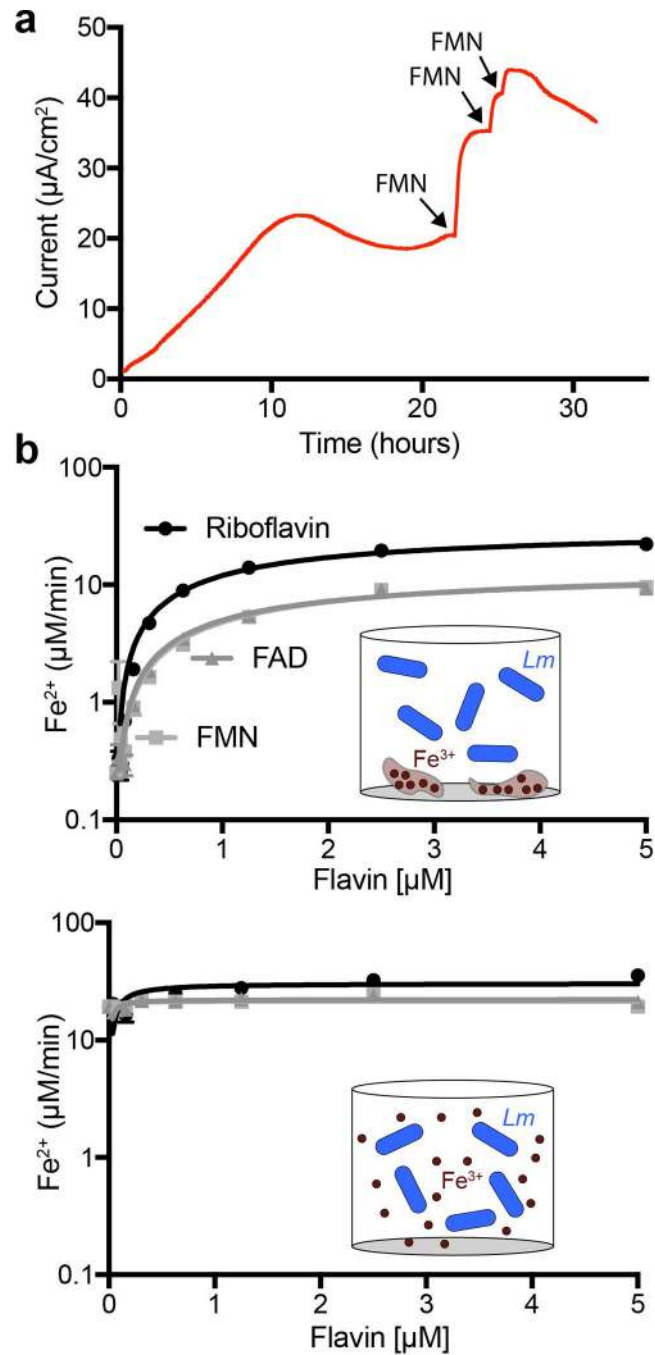 a
50
40
30
20
10
0
Current (µA/cm²)
FMN
FMN
FMN
0 10 20 30
Time (hours)
b
100
10
1
0.1
Fe²⁺ (µM/min)
Riboflavin
FAD
FMN
Lm
Fe³⁺
0 1 2 3 4 5
Flavin [µM]
100
10
1
0.1
Fe²⁺ (µM/min)
Lm
Fe³⁺
0 1 2 3 4 5
Flavin [µM]